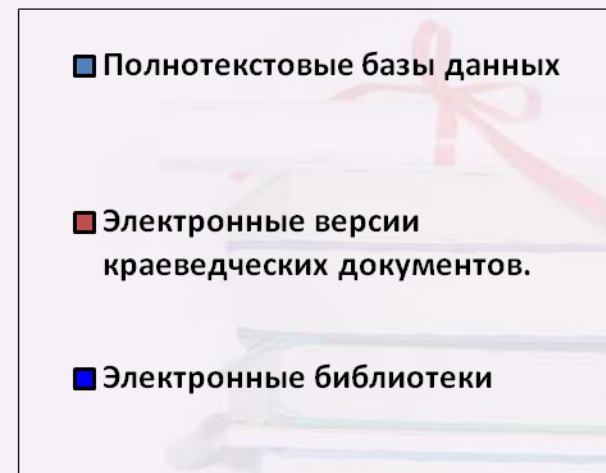 Полнотекстовые базы данных
Электронные версии
краеведческих документов.
Электронные библиотеки